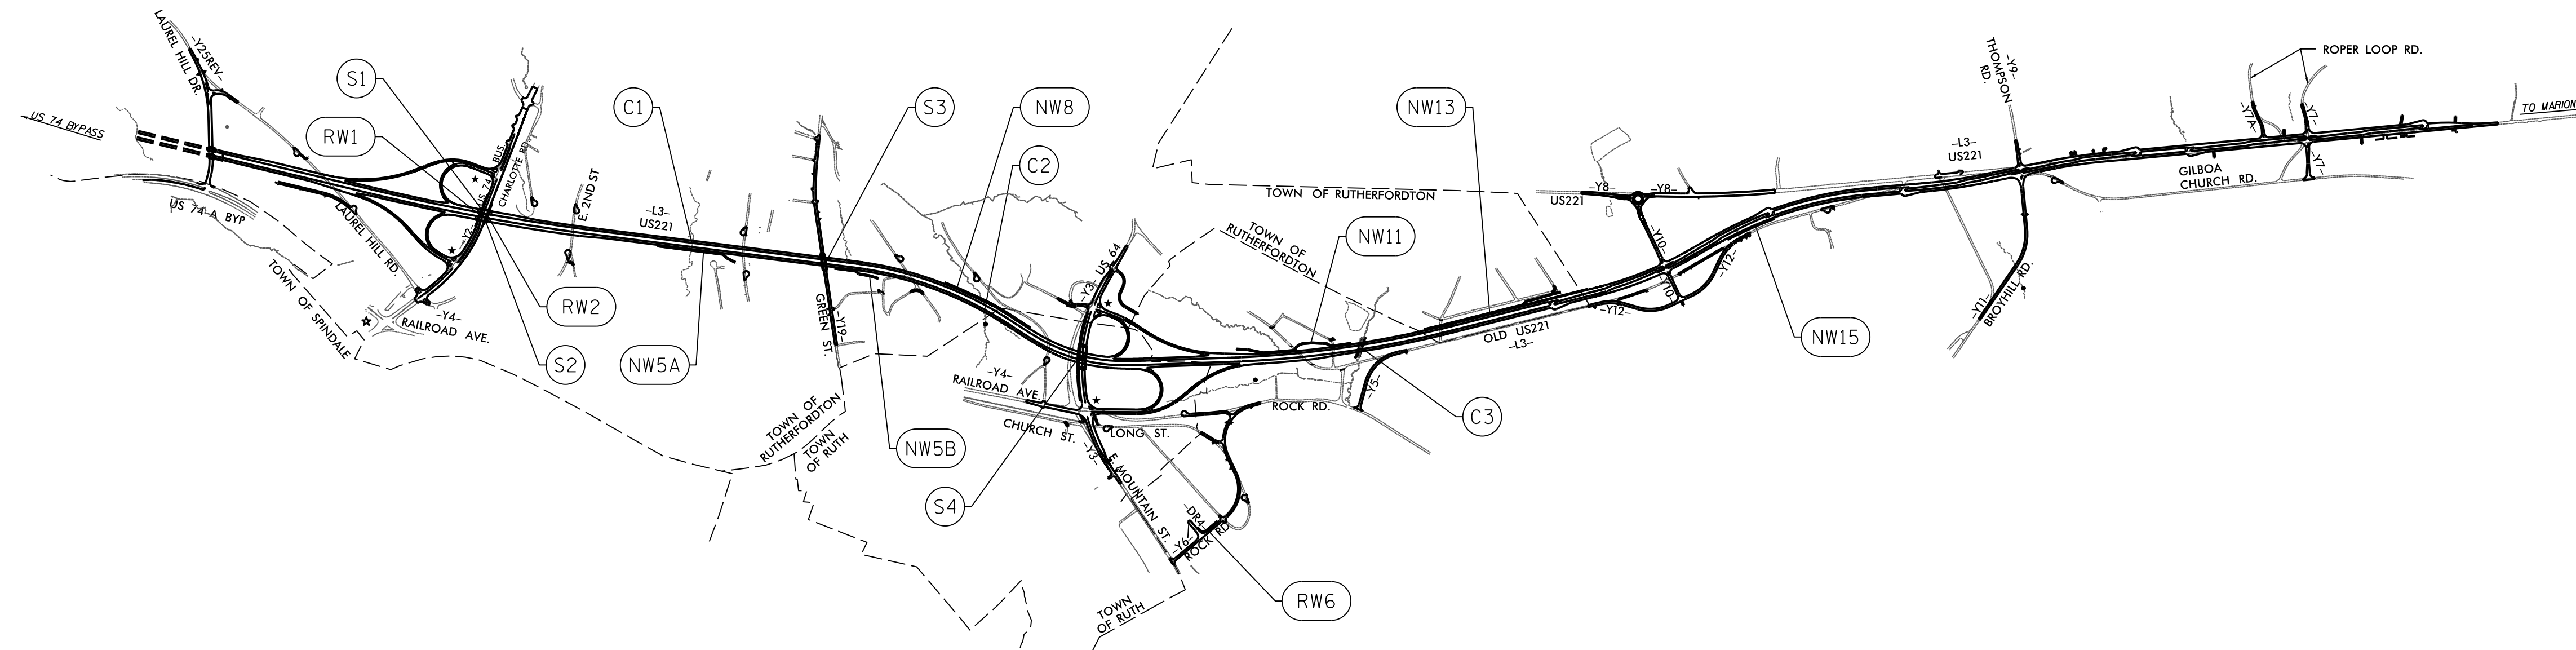 LAUREL HILL DR.
-Y25REV-
US 74 BYPASS
S1
RW1
US 74 BUS
CHARLOTTE RD.
-Y2-
US 74 A BYP
LAUREL HILL RD.
TOWN OF SPINDALE
-Y4-
RAILROAD AVE.
E. 2ND ST
RW2
S2
C1
-L3-
US221
NW5A
S3
GREEN ST.
-Y19-
NW5B
NW8
C2
TOWN OF
RUTHERFORDTON
TOWN
OF RUTH
S4
US 64
-Y3-
-Y4-
RAILROAD AVE.
CHURCH ST.
LONG ST.
-Y3-
E. MOUNTAIN ST.
-DR4-
-Y6-
ROCK RD
RW6
TOWN
OF RUTH
TOWN OF RUTHERFORDTON
TOWN OF
RUTHERFORDTON
NW11
NW13
ROCK RD.
-Y5-
C3
OLD US221
-L3-
-Y8-
-Y8-
US221
-Y10-
-Y10-
-Y12-
-Y12-
NW15
-L3-
US221
-Y9-
THOMPSON
RD.
-Y11-
BROYHILL RD.
GILBOA
CHURCH RD.
ROPER LOOP RD.
-Y7A-
-Y7-
-Y7-
TO MARION